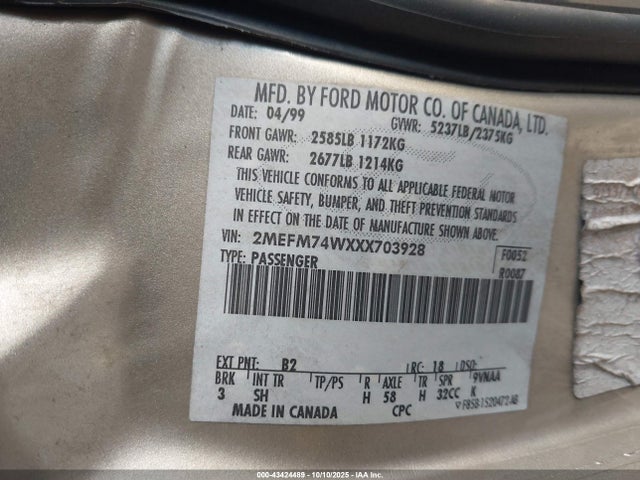 MFD. BY FORD MOTOR CO. OF CANADA, LTD.
DATE: 04/99 GVWR: 5237LB/2375KG
FRONT GAWR: 2585LB 1172KG
REAR GAWR: 2677LB 1214KG
THIS VEHICLE CONFORMS TO ALL APPLICABLE FEDERAL MOTOR
VEHICLE SAFETY, BUMPER, AND THEFT PREVENTION STANDARDS
IN EFFECT ON THE DATE OF MANUFACTURE SHOWN ABOVE.
VIN: 2MEFM74WXXX703928 F0052
TYPE: PASSENGER R0087
EXT PNT: B2 RC: 18 DSO:
BRK INT TR TP/PS R AXLE TR SPR 9VNAA
3 SH H 58 H 32CC K
MADE IN CANADA CPC F85B-1520472-AB
000-43424489 - 10/10/2025 - IAA Inc.